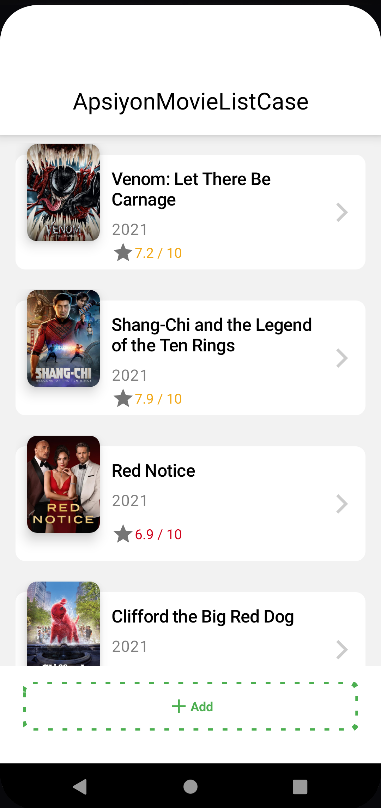 ApsiyonMovieListCase
VENOM
Venom: Let There Be
Carnage
2021
7.2 / 10
SHANG-CHI
Shang-Chi and the Legend
of the Ten Rings
2021
7.9 / 10
RED
NOTICE
Red Notice
2021
6.9 / 10
Clifford the Big Red Dog
2021
Add